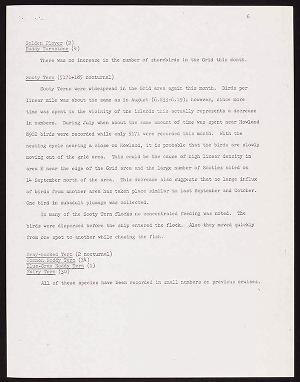 6
Golden Plover (2)
Ruddy Turnstone (4)
There was no increase in the number of shorebirds in the Grid this month.
Sooty Tern (5171+185 nocturnal)
Sooty Terns were widespread in the Grid area again this month. Birds per
linear mile was about the same as in August ; however, since more
time was spent in the vicinity of the islands this actually represents a decrease
in numbers. During July when about the same amount of time was spent near Howland
8962 birds were recorded while only 5171 were recorded this month. With the
nesting cycle nearing a close on Howland, it is probable that the birds are slowly
moving out of the grid area. This could be the cause of high linear density in
area E near the edge of the Grid area and the large number of Sooties noted on
14 September north of the area. This decrease also suggests that no large influx
of birds from another area has taken place similar to last September and October.
One bird in subadult plumage was collected.
In many of the Sooty Tern flocks no concentrated feeding was noted. The
birds were dispersed before the ship entered the flock. Also they moved quickly
from one spot to another while chasing the fish.
Gray-backed Tern (2 nocturnal)
Common Noddy Tern (34)
Blue-Gray Noddy Tern (1)
Fairy Tern (30)
All of these species have been recorded in small numbers on previous cruises.